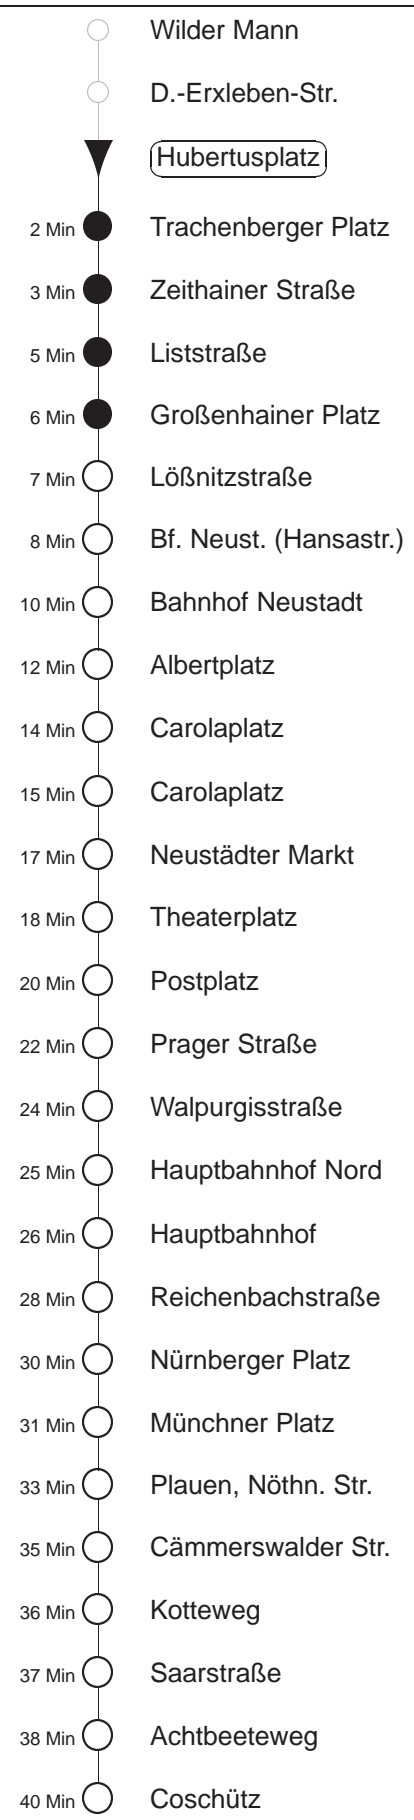 Wilder Mann
D.-Erxleben-Str.
Hubertusplatz
2 Min Trachenberger Platz
3 Min Zeithainer Straße
5 Min Liststraße
6 Min Großenhainer Platz
7 Min Lößnitzstraße
8 Min Bf. Neust. (Hansastr.)
10 Min Bahnhof Neustadt
12 Min Albertplatz
14 Min Carolaplatz
15 Min Carolaplatz
17 Min Neustädter Markt
18 Min Theaterplatz
20 Min Postplatz
22 Min Prager Straße
24 Min Walpurgisstraße
25 Min Hauptbahnhof Nord
26 Min Hauptbahnhof
28 Min Reichenbachstraße
30 Min Nürnberger Platz
31 Min Münchner Platz
33 Min Plauen, Nöthn. Str.
35 Min Cämmerswalder Str.
36 Min Kotteweg
37 Min Saarstraße
38 Min Achtbeeteweg
40 Min Coschütz